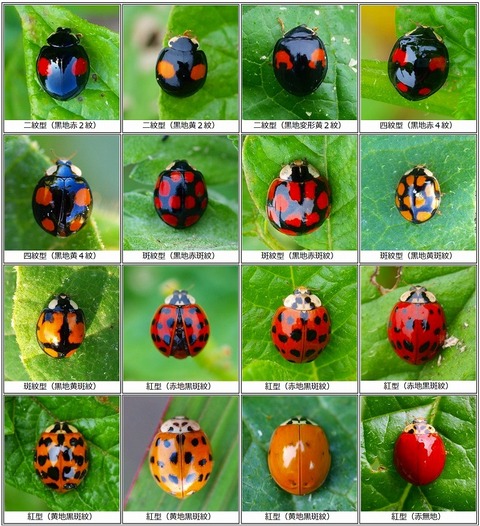 二紋型（黒地赤２紋）
二紋型（黒地黄２紋）
二紋型（黒地変形黄２紋）
四紋型（黒地赤４紋）
四紋型（黒地黄４紋）
斑紋型（黒地赤斑紋）
斑紋型（黒地赤斑紋）
斑紋型（黒地黄斑紋）
斑紋型（黒地黄斑紋）
紅型（赤地黒斑紋）
紅型（赤地黒斑紋）
紅型（赤地黒斑紋）
紅型（黄地黒斑紋）
紅型（黄地黒斑紋）
紅型（黄地黒斑紋）
紅型（赤無地）